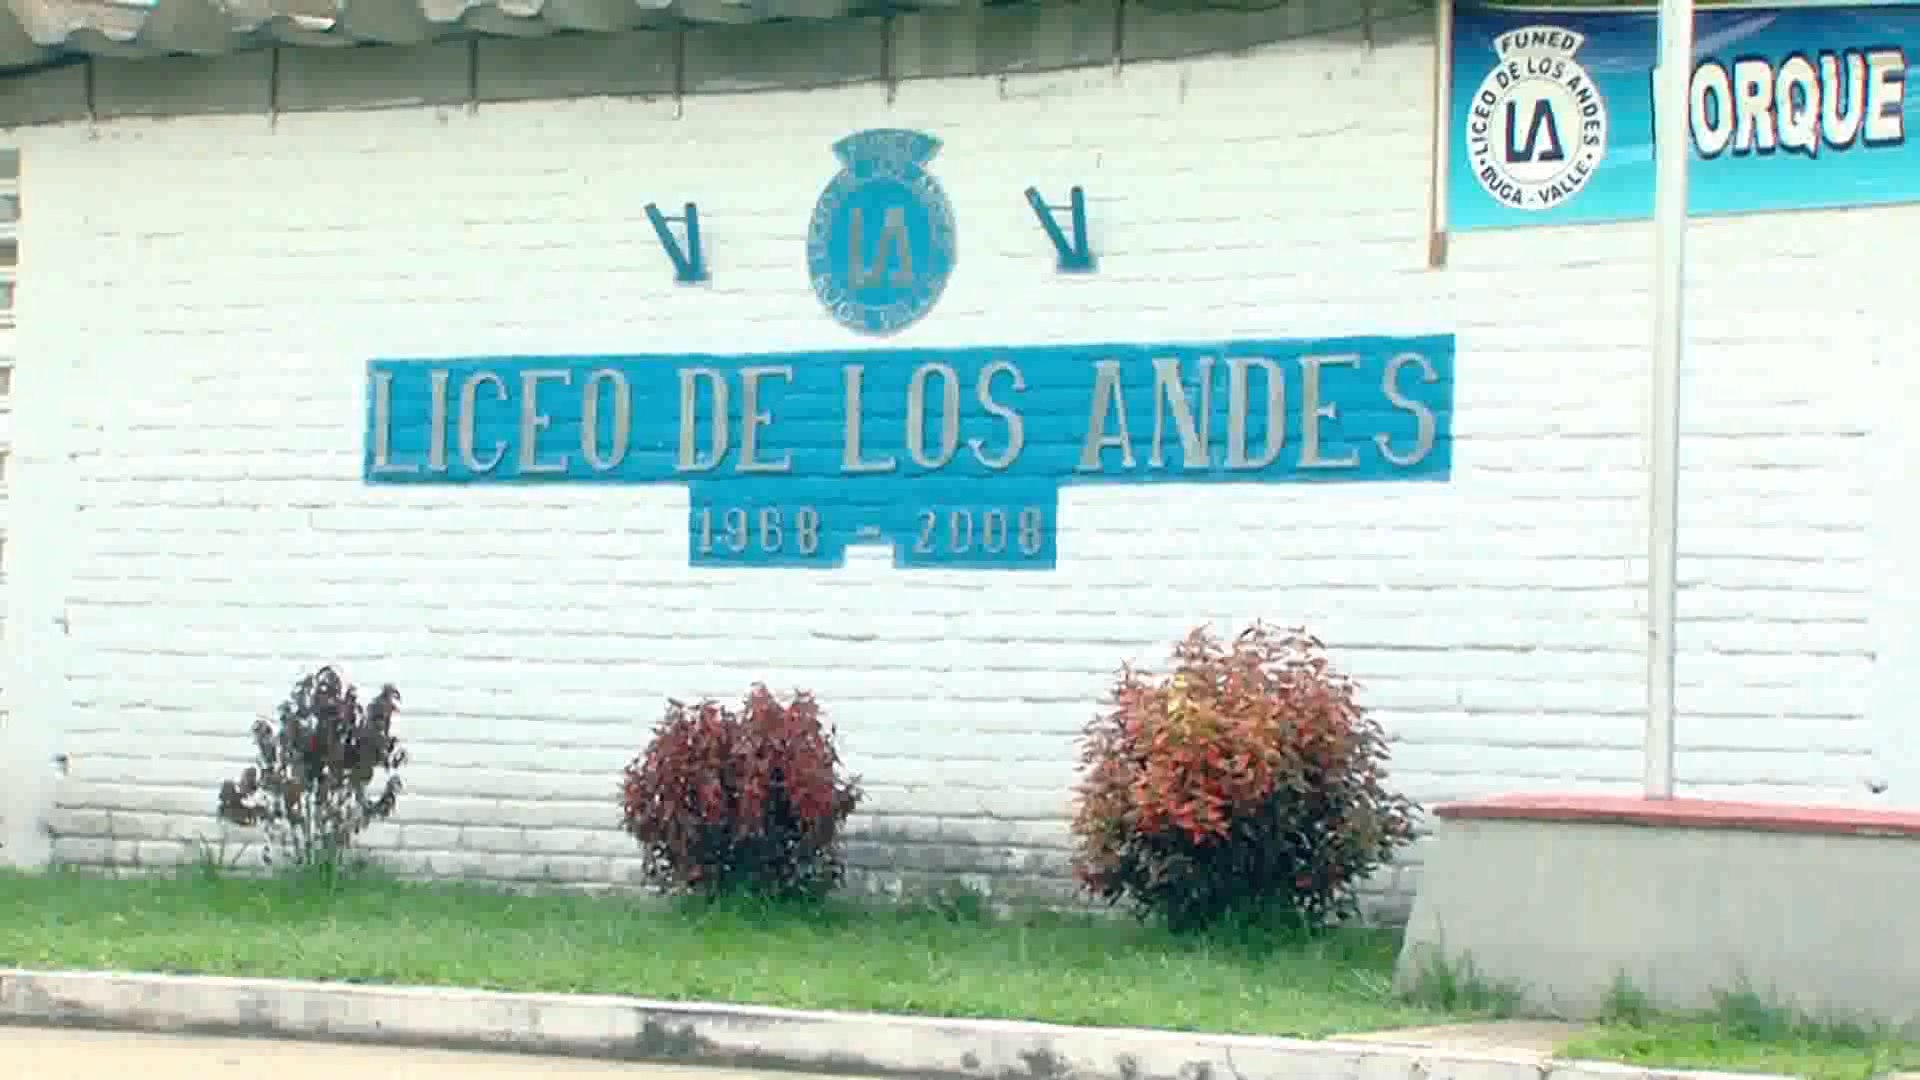 FUNED
LICEO DE LOS ANDES
LA
BUGA - VALLE
ORQUE
LA
LICEO DE LOS ANDES
1968 - 2008